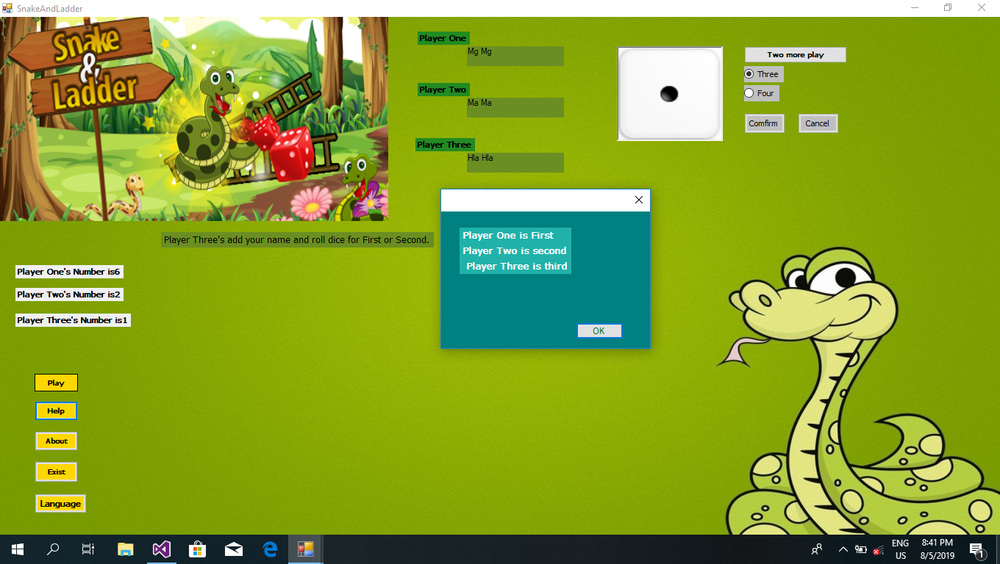 SnakeAndLadder
Snake
&
Ladder
Player One
Mg Mg
Player Two
Ma Ma
Player Three
Hla Hla
Two more play
Three
Four
Confirm
Cancel
Player One is First
Player Two is second
Player Three is third
OK
Player Three's add your name and roll dice for First or Second.
Player One's Number is6
Player Two's Number is2
Player Three's Number is1
Play
Help
About
Exist
Language
ENG
US
8:41 PM
8/5/2019
1